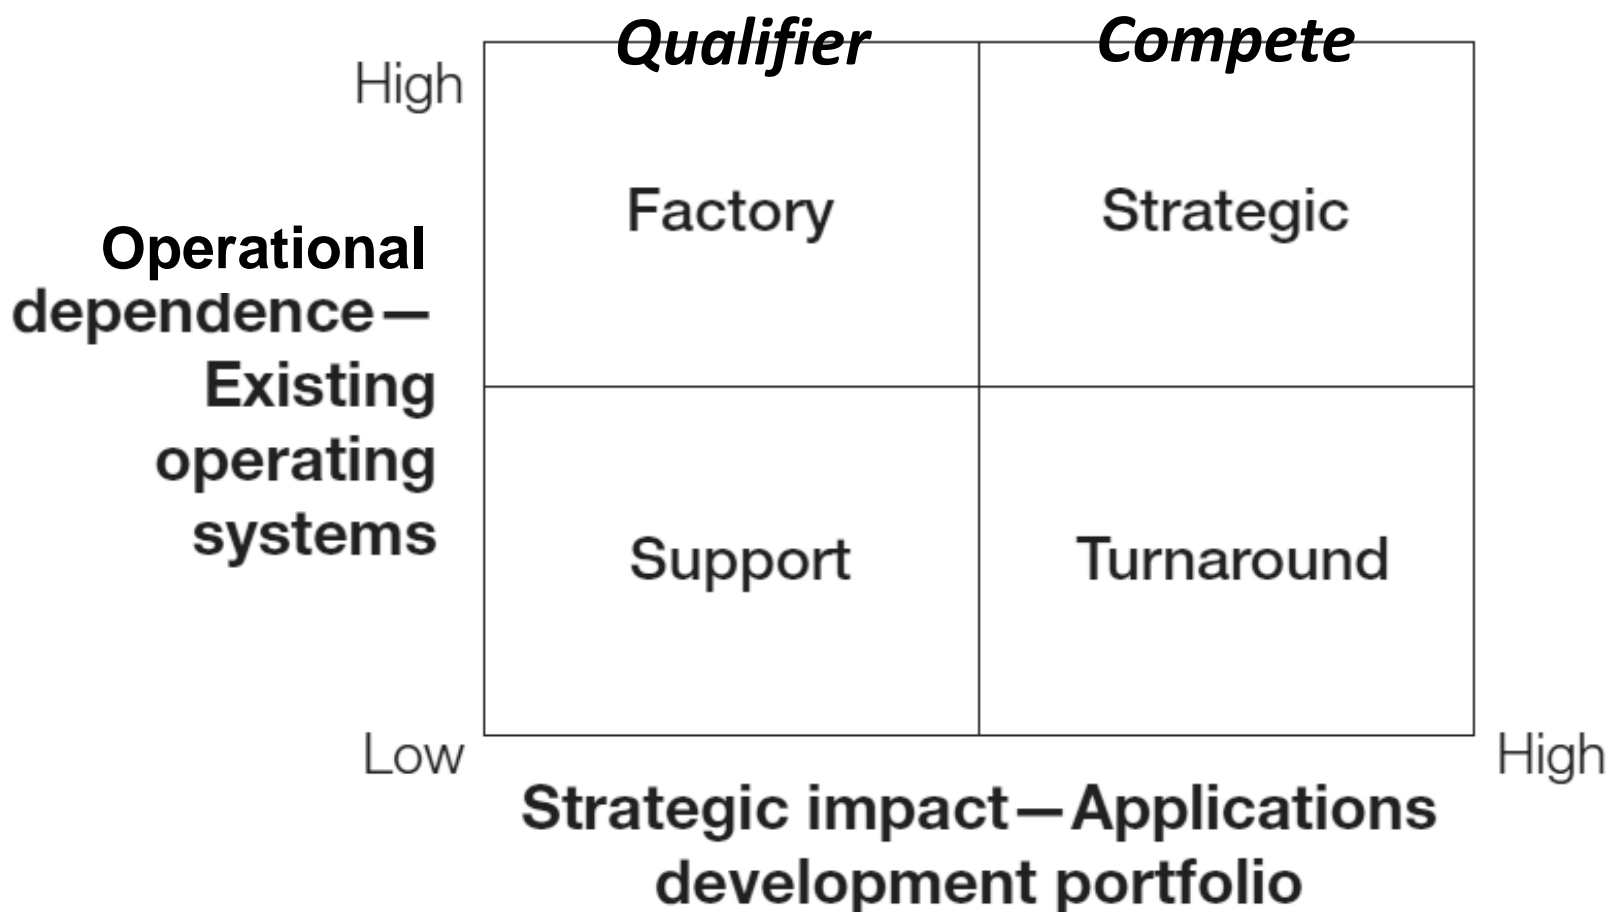 Qualifier
Compete
High
Factory
Strategic
Operational
dependence—
Existing
operating
systems
Support
Turnaround
Low
High
Strategic impact—Applications
development portfolio